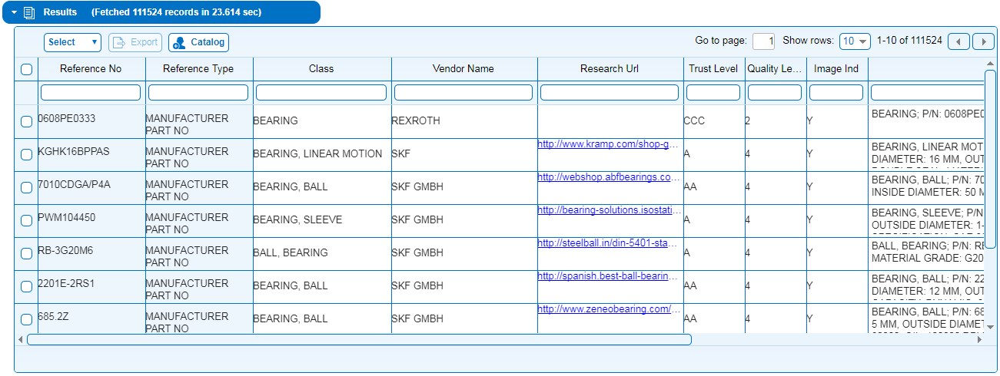 Results (Fetched 111524 records in 23.614 sec)
Select Export Catalog Go to page: 1 Show rows: 10 1-10 of 111524
Reference No Reference Type Class Vendor Name Research Url Trust Level Quality Le... Image Ind
0608PE0333 MANUFACTURER PART NO BEARING REXROTH CCC 2 Y BEARING; P/N: 0608PE0
KGHK16BPPAS MANUFACTURER PART NO BEARING, LINEAR MOTION SKF http://www.kramp.com/shop-g... A 4 Y BEARING, LINEAR MOT
DIAMETER: 16 MM, OUT
7010CDGA/P4A MANUFACTURER PART NO BEARING, BALL SKF GMBH http://webshop.abfbearings.co... AA 4 Y BEARING, BALL; P/N: 70
INSIDE DIAMETER: 50 M
PWM104450 MANUFACTURER PART NO BEARING, SLEEVE SKF GMBH http://bearing-solutions.isostati... A 4 Y BEARING, SLEEVE; P/N
OUTSIDE DIAMETER: 1-
RB-3G20M6 MANUFACTURER PART NO BALL, BEARING SKF GMBH http://steelball.in/din-5401-sta... A 4 Y BALL, BEARING; P/N: RB
MATERIAL GRADE: G20
2201E-2RS1 MANUFACTURER PART NO BEARING, BALL SKF GMBH http://spanish.best-ball-bearin... AA 4 Y BEARING, BALL; P/N: 22
DIAMETER: 12 MM, OUT
685.2Z MANUFACTURER PART NO BEARING, BALL SKF GMBH http://www.zeneobearing.com/... AA 4 Y BEARING, BALL; P/N: 68
5 MM, OUTSIDE DIAMET